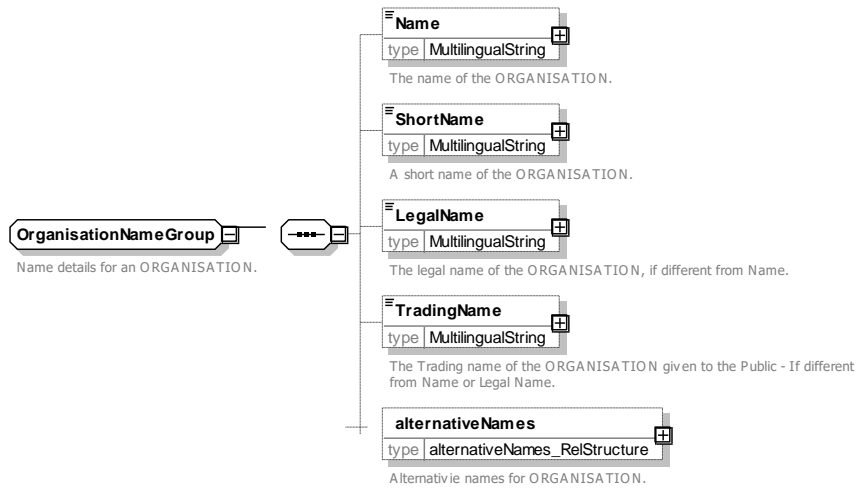 Name
type MultilingualString
The name of the ORGANISATION.
ShortName
type MultilingualString
A short name of the ORGANISATION.
OrganisationNameGroup
Name details for an ORGANISATION.
LegalName
type MultilingualString
The legal name of the ORGANISATION, if different from Name.
TradingName
type MultilingualString
The Trading name of the ORGANISATION given to the Public - If different
from Name or Legal Name.
alternativeNames
type alternativeNames_RelStructure
Alternativie names for ORGANISATION.